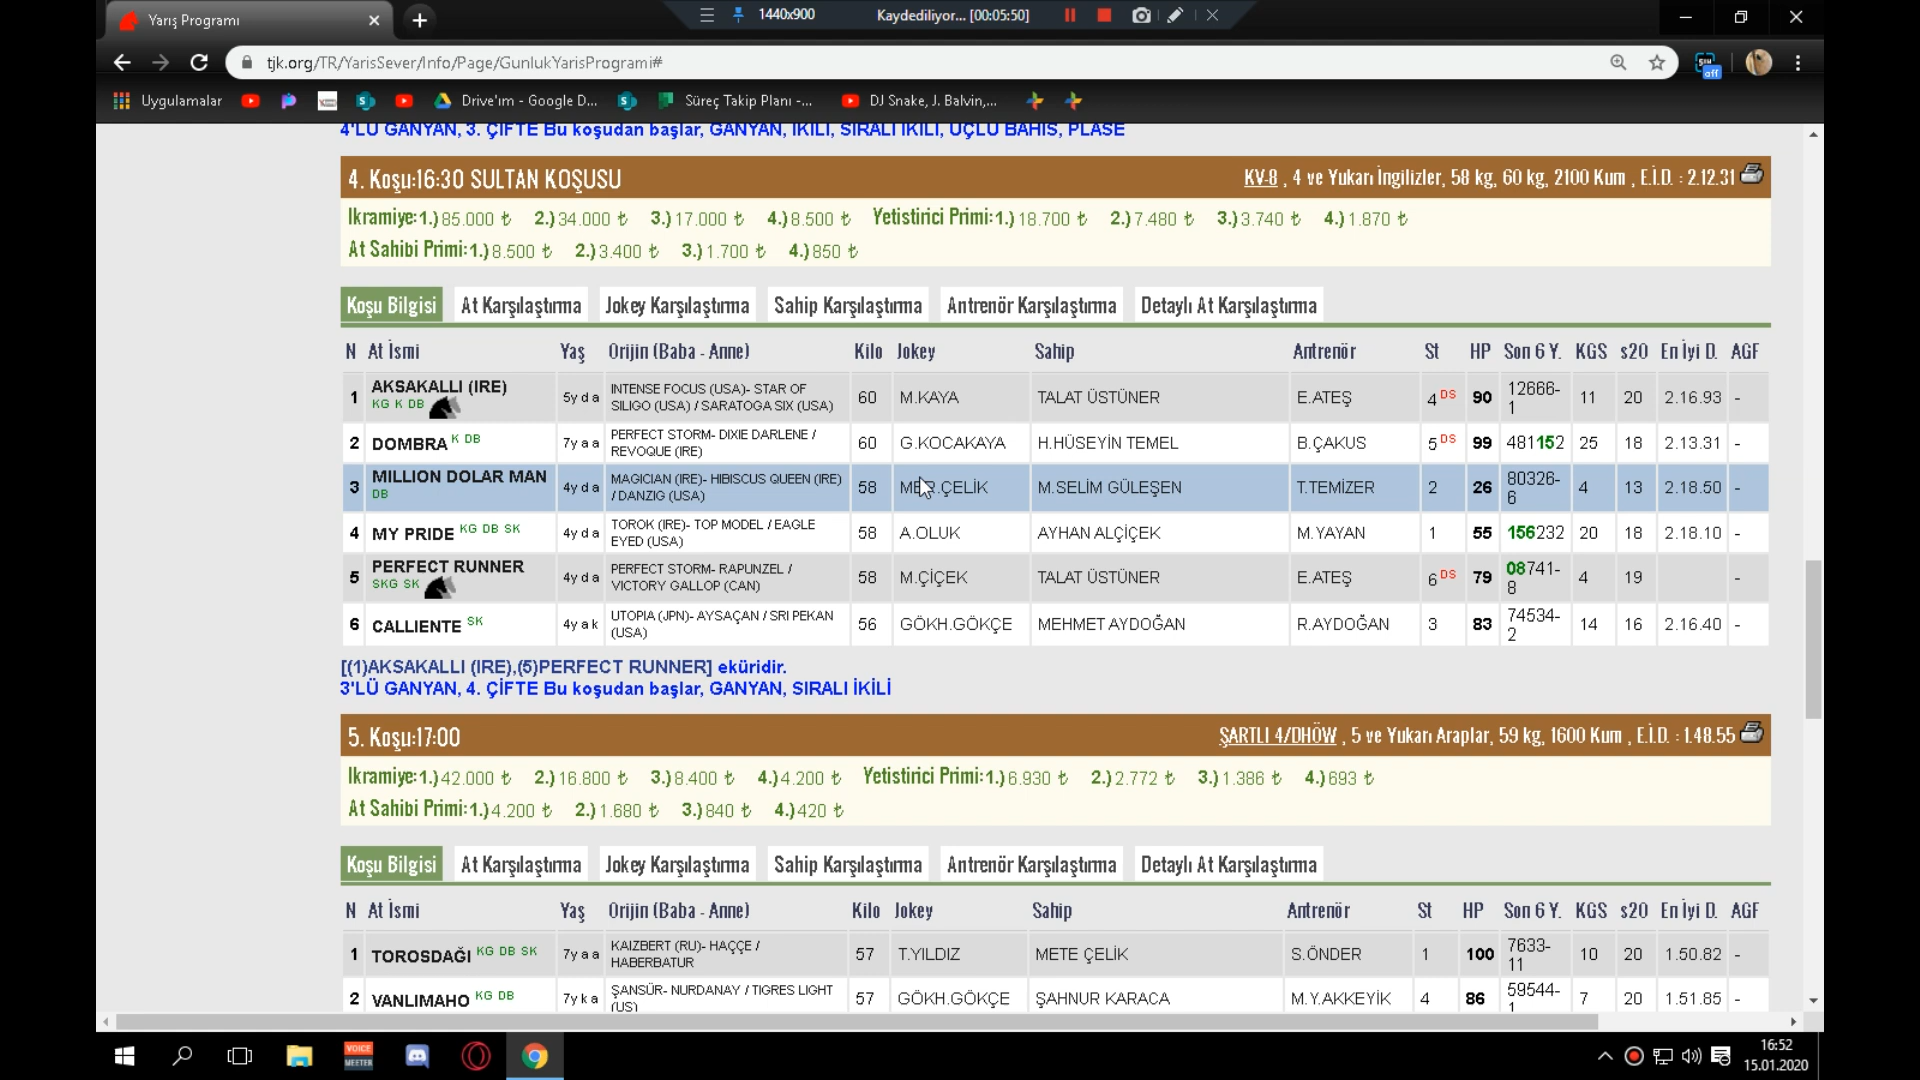 Yarış Programı
1440x900
Kaydediliyor... [00:05:50]
tjk.org/TR/YarisSever/Info/Page/GunlukYarisProgrami#
Uygulamalar
Drive'ım - Google D...
Süreç Takip Planı -...
DJ Snake, J. Balvin,...
off
4'LÜ GANYAN, 3. ÇİFTE Bu koşudan başlar, GANYAN, İKİLİ, SIRALI İKİLİ, ÜÇLÜ BAHİS, PLASE
4. Koşu:16:30 SULTAN KOŞUSU
KV-8 , 4 ve Yukarı İngilizler, 58 kg, 60 kg, 2100 Kum , E.İ.D. : 2.12.31
Ikramiye:1.)85.000 ₺ 2.)34.000 ₺ 3.)17.000 ₺ 4.)8.500 ₺ Yetistirici Primi:1.)18.700 ₺ 2.)7.480 ₺ 3.)3.740 ₺ 4.)1.870 ₺
At Sahibi Primi:1.)8.500 ₺ 2.)3.400 ₺ 3.)1.700 ₺ 4.)850 ₺
Koşu Bilgisi At Karşılaştırma Jokey Karşılaştırma Sahip Karşılaştırma Antrenör Karşılaştırma Detaylı At Karşılaştırma
N At İsmi Yaş Orijin (Baba - Anne) Kilo Jokey Sahip Antrenör St HP Son 6 Y. KGS s20 En İyi D. AGF
1 AKSAKALLI (IRE) KG K DB 5y d a INTENSE FOCUS (USA)- STAR OF SILIGO (USA) / SARATOGA SIX (USA) 60 M.KAYA TALAT ÜSTÜNER E.ATEŞ 4 DS 90 12666-1 11 20 2.16.93 -
2 DOMBRA K DB 7y a a PERFECT STORM- DIXIE DARLENE / REVOQUE (IRE) 60 G.KOCAKAYA H.HÜSEYİN TEMEL B.ÇAKUS 5 DS 99 481152 25 18 2.13.31 -
3 MILLION DOLAR MAN DB 4y d a MAGICIAN (IRE)- HIBISCUS QUEEN (IRE) / DANZIG (USA) 58 MER.ÇELİK M.SELİM GÜLEŞEN T.TEMİZER 2 26 80326-6 4 13 2.18.50 -
4 MY PRIDE KG DB SK 4y d a TOROK (IRE)- TOP MODEL / EAGLE EYED (USA) 58 A.OLUK AYHAN ALÇİÇEK M.YAYAN 1 55 156232 20 18 2.18.10 -
5 PERFECT RUNNER SKG SK 4y d a PERFECT STORM- RAPUNZEL / VICTORY GALLOP (CAN) 58 M.ÇİÇEK TALAT ÜSTÜNER E.ATEŞ 6 DS 79 08741-8 4 19 -
6 CALLIENTE SK 4y a k UTOPIA (JPN)- AYSAÇAN / SRI PEKAN (USA) 56 GÖKH.GÖKÇE MEHMET AYDOĞAN R.AYDOĞAN 3 83 74534-2 14 16 2.16.40 -
[(1)AKSAKALLI (IRE),(5)PERFECT RUNNER] eküridir.
3'LÜ GANYAN, 4. ÇİFTE Bu koşudan başlar, GANYAN, SIRALI İKİLİ
5. Koşu:17:00
ŞARTLI 4/DHÖW , 5 ve Yukarı Araplar, 59 kg, 1600 Kum , E.İ.D. : 1.48.55
Ikramiye:1.)42.000 ₺ 2.)16.800 ₺ 3.)8.400 ₺ 4.)4.200 ₺ Yetistirici Primi:1.)6.930 ₺ 2.)2.772 ₺ 3.)1.386 ₺ 4.)693 ₺
At Sahibi Primi:1.)4.200 ₺ 2.)1.680 ₺ 3.)840 ₺ 4.)420 ₺
Koşu Bilgisi At Karşılaştırma Jokey Karşılaştırma Sahip Karşılaştırma Antrenör Karşılaştırma Detaylı At Karşılaştırma
N At İsmi Yaş Orijin (Baba - Anne) Kilo Jokey Sahip Antrenör St HP Son 6 Y. KGS s20 En İyi D. AGF
1 TOROSDAĞI KG DB SK 7y a a KAIZBERT (RU)- HAÇÇE / HABERBATUR 57 T.YILDIZ METE ÇELİK S.ÖNDER 1 100 7633-11 10 20 1.50.82 -
2 VANLIMAHO KG DB 7y k a ŞANSÜR- NURDANAY / TIGRES LIGHT (US) 57 GÖKH.GÖKÇE ŞAHNUR KARACA M.Y.AKKEYİK 4 86 59544-1 7 20 1.51.85 -
VOICE
MEETER
16:52
15.01.2020